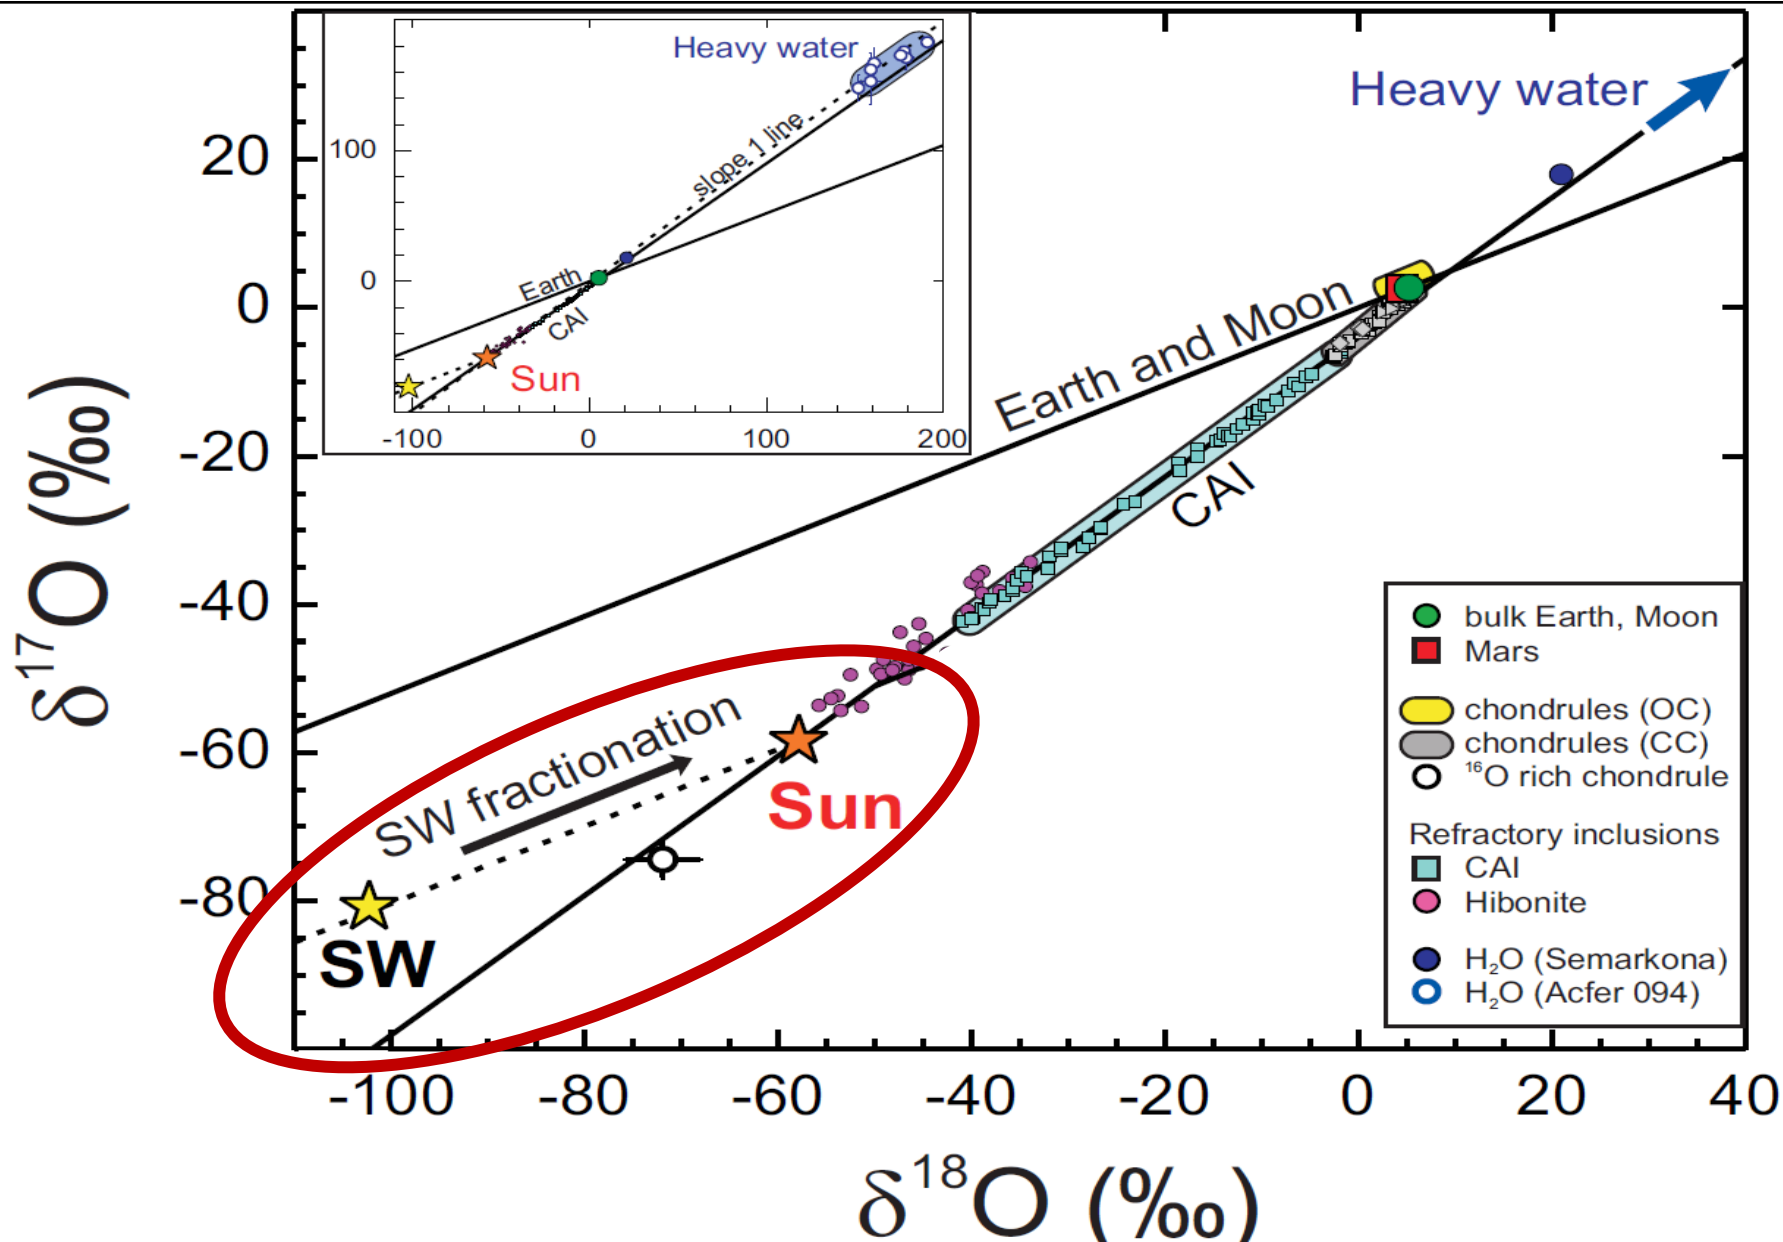 Heavy water
slope 1 line
Earth
CAI
Sun
100
0
-100
0
100
200
Heavy water
Earth and Moon
CAI
SW fractionation
Sun
SW
20
0
-20
-40
-60
-80
δ¹⁷O (‰)
bulk Earth, Moon
Mars
chondrules (OC)
chondrules (CC)
¹⁶O rich chondrule
Refractory inclusions
CAI
Hibonite
H₂O (Semarkona)
H₂O (Acfer 094)
-100 -80 -60 -40 -20 0 20 40
δ¹⁸O (‰)